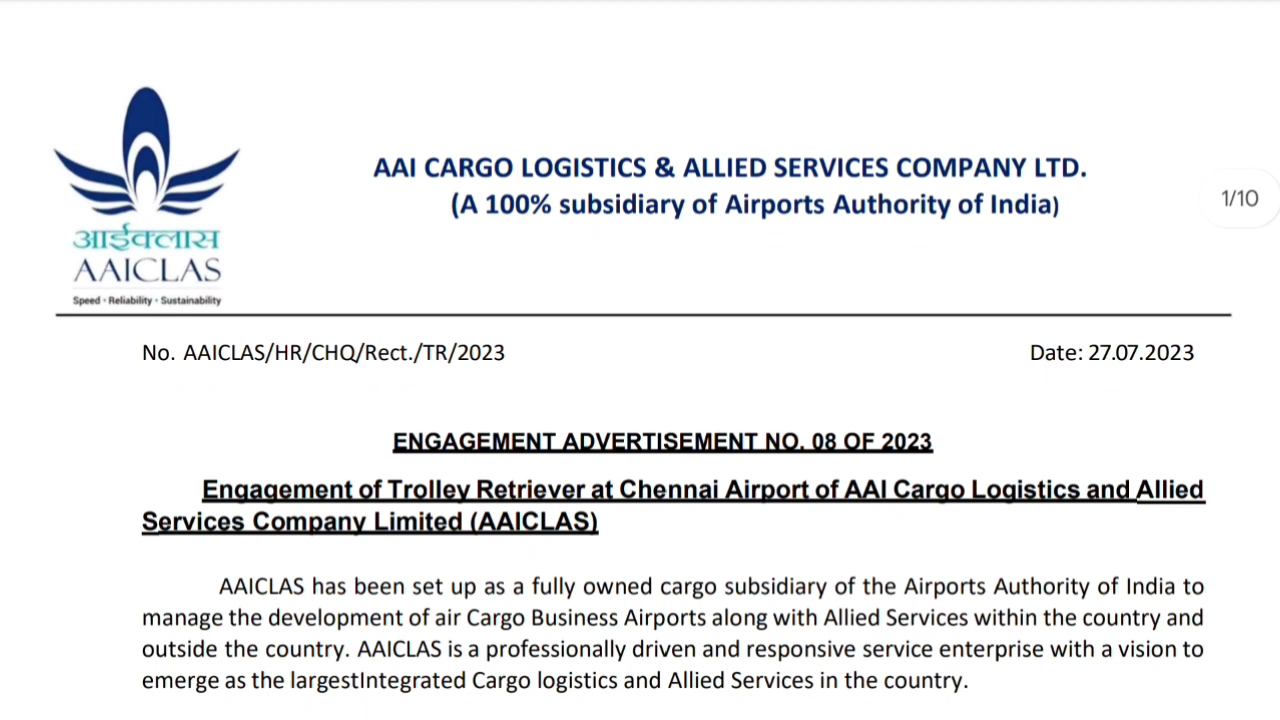 AAI CARGO LOGISTICS & ALLIED SERVICES COMPANY LTD.
(A 100% subsidiary of Airports Authority of India)
1/10
आईक्लास
AAICLAS
Speed • Reliability • Sustainability
No. AAICLAS/HR/CHQ/Rect./TR/2023
Date: 27.07.2023
ENGAGEMENT ADVERTISEMENT NO. 08 OF 2023
Engagement of Trolley Retriever at Chennai Airport of AAI Cargo Logistics and Allied
Services Company Limited (AAICLAS)
AAICLAS has been set up as a fully owned cargo subsidiary of the Airports Authority of India to
manage the development of air Cargo Business Airports along with Allied Services within the country and
outside the country. AAICLAS is a professionally driven and responsive service enterprise with a vision to
emerge as the largestIntegrated Cargo logistics and Allied Services in the country.